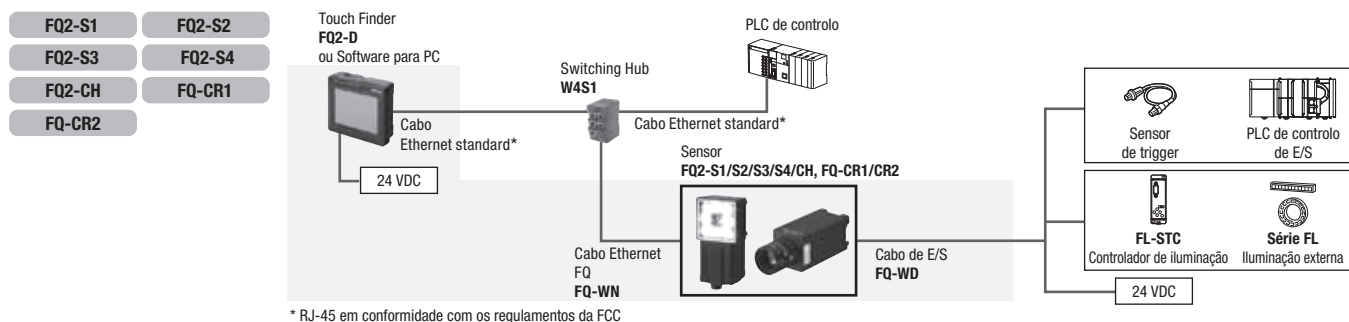 FQ2-S1
FQ2-S2
FQ2-S3
FQ2-S4
FQ2-CH
FQ-CR1
FQ-CR2
Touch Finder
FQ2-D
ou Software para PC
Cabo
Ethernet standard*
24 VDC
Switching Hub
W4S1
PLC de controlo
Cabo Ethernet standard*
Sensor
FQ2-S1/S2/S3/S4/CH, FQ-CR1/CR2
Cabo Ethernet
FQ
FQ-WN
Cabo de E/S
FQ-WD
Sensor
de trigger
PLC de controlo
de E/S
FL-STC
Controlador de iluminação
Série FL
Iluminação externa
24 VDC
* RJ-45 em conformidade com os regulamentos da FCC